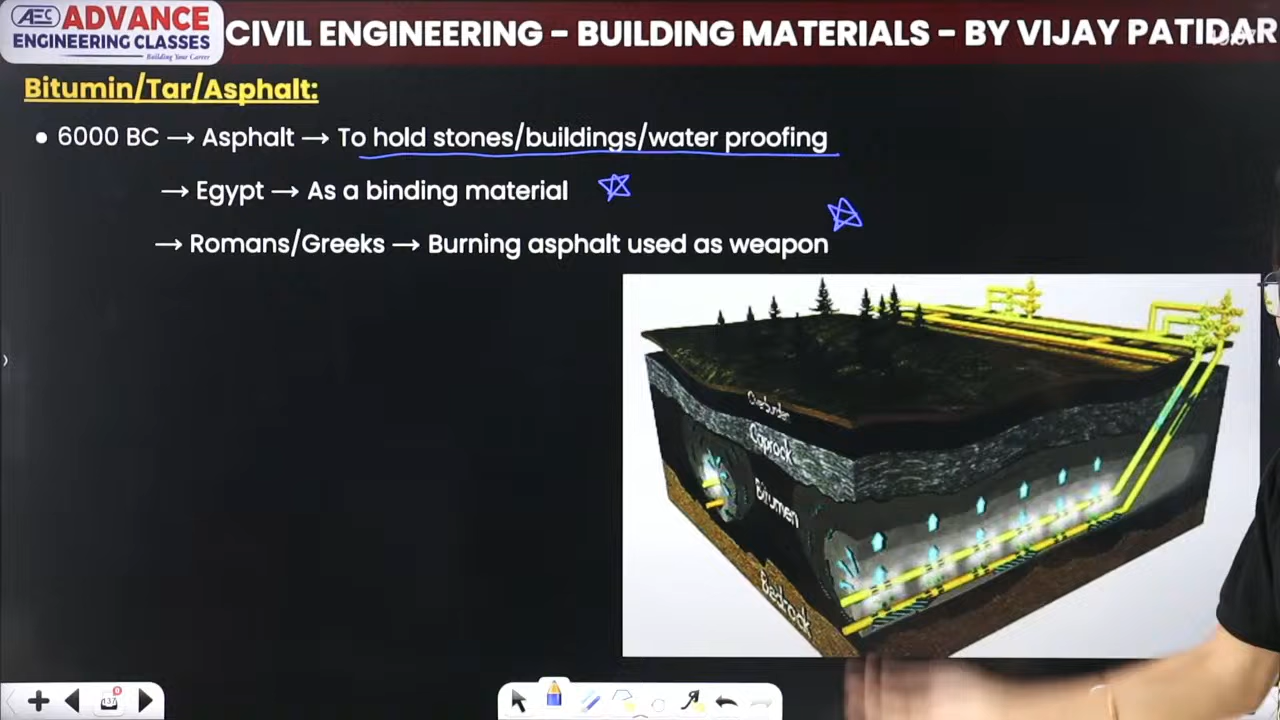 AEC ADVANCE
ENGINEERING CLASSES
Building Your Career
CIVIL ENGINEERING – BUILDING MATERIALS – BY VIJAY PATIDAR
Bitumin/Tar/Asphalt:
● 6000 BC → Asphalt → To hold stones/buildings/water proofing
→ Egypt → As a binding material
→ Romans/Greeks → Burning asphalt used as weapon
Overburden
Caprock
Bitumen
Bedrock
137